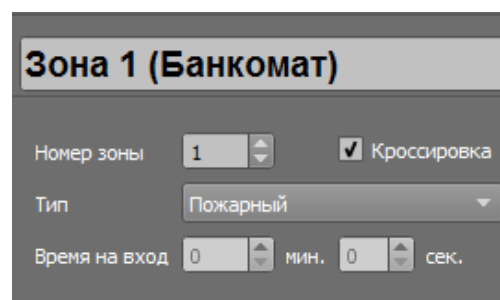 Зона 1 (Банкомат)
Номер зоны 1 Кроссировка
Тип Пожарный
Время на вход 0 мин. 0 сек.